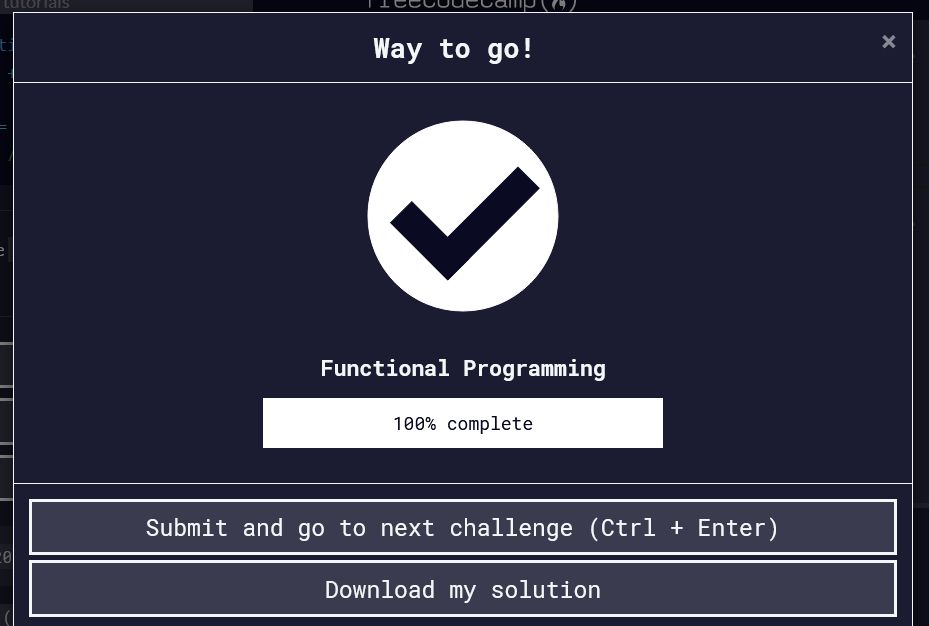 tutorials
freeCodeCamp(🔥)
Way to go!
×
Functional Programming
100% complete
Submit and go to next challenge (Ctrl + Enter)
Download my solution